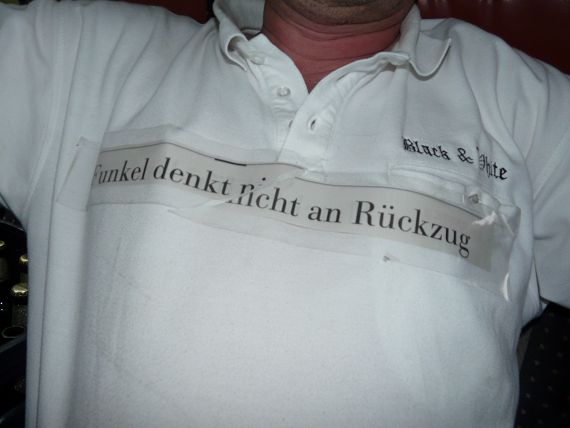 Black & White
Funkel denkt nicht an Rückzug